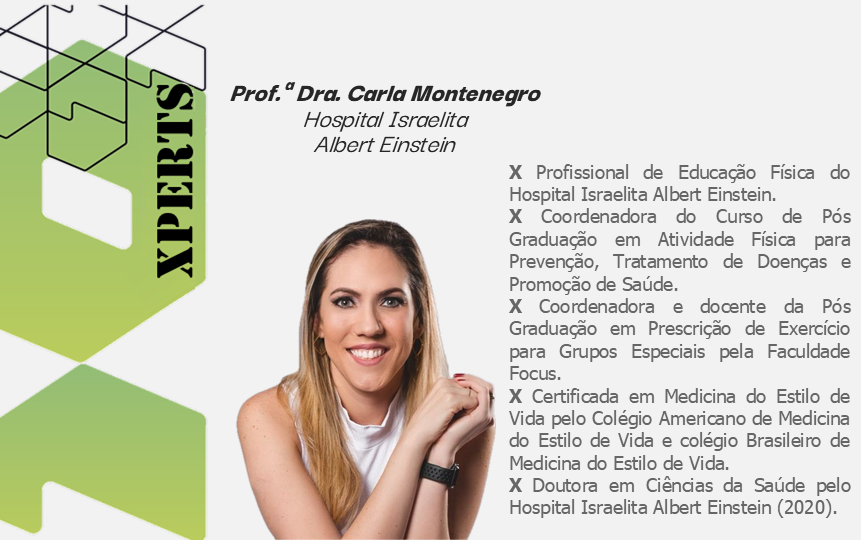 XPERTS
Prof.ª Dra. Carla Montenegro
Hospital Israelita
Albert Einstein
X Profissional de Educação Física do
Hospital Israelita Albert Einstein.
X Coordenadora do Curso de Pós
Graduação em Atividade Física para
Prevenção, Tratamento de Doenças e
Promoção de Saúde.
X Coordenadora e docente da Pós
Graduação em Prescrição de Exercício
para Grupos Especiais pela Faculdade
Focus.
X Certificada em Medicina do Estilo de
Vida pelo Colégio Americano de Medicina
do Estilo de Vida e colégio Brasileiro de
Medicina do Estilo de Vida.
X Doutora em Ciências da Saúde pelo
Hospital Israelita Albert Einstein (2020).